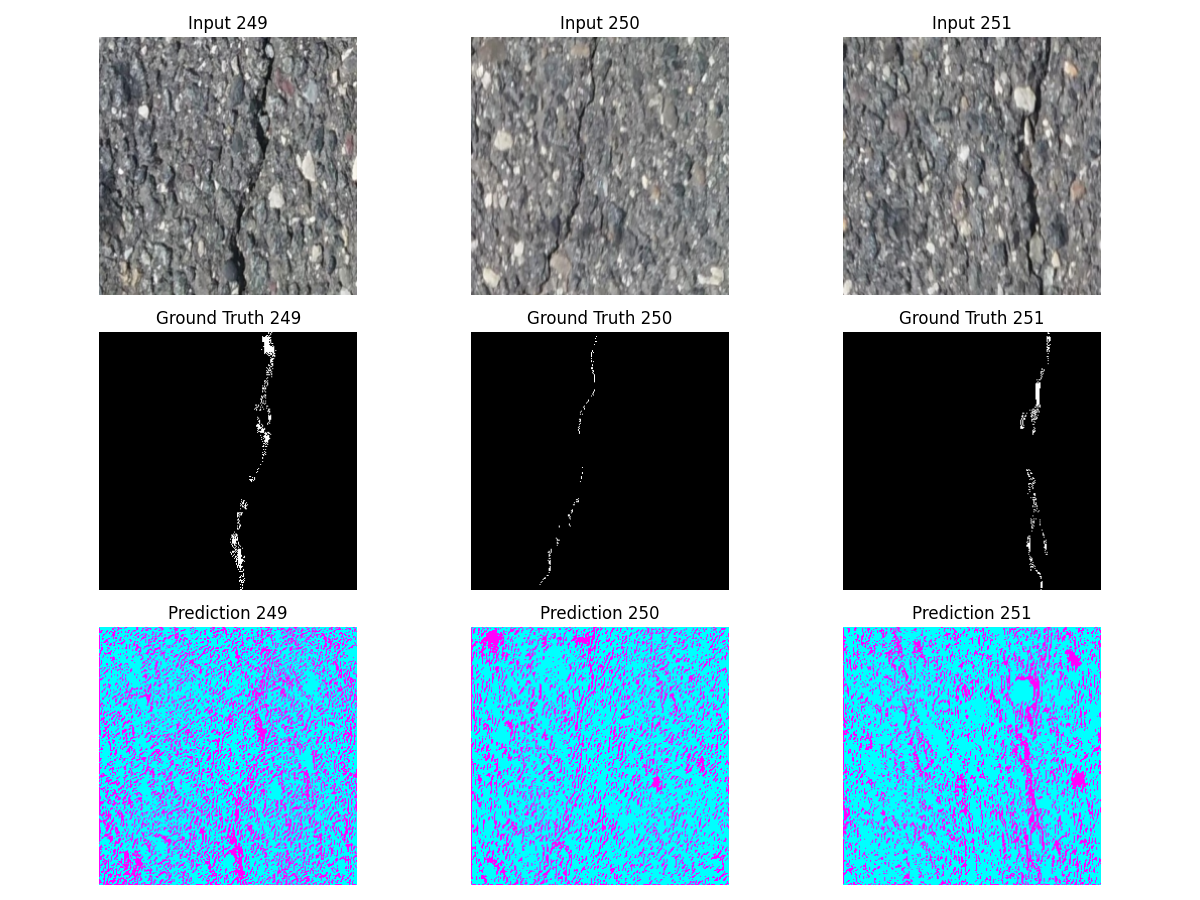 Input 249
Input 250
Input 251
Ground Truth 249
Ground Truth 250
Ground Truth 251
Prediction 249
Prediction 250
Prediction 251